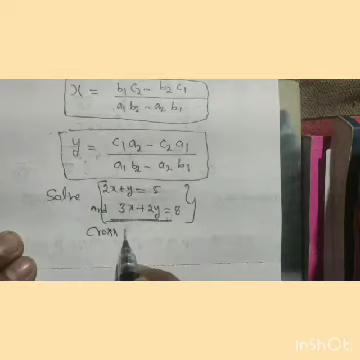 x = b₁c₂ - b₂c₁ / a₁b₂ - a₂b₁
y = c₁a₂ - c₂a₁ / a₁b₂ - a₂b₁
Solve 2x+y = 5
and 3x+2y = 8
Cross
InShOt